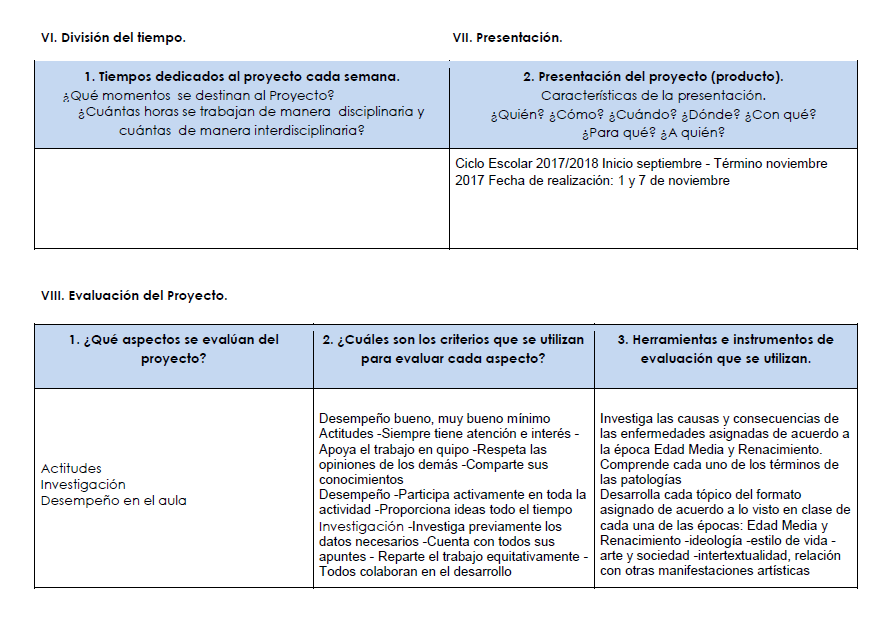 VI. División del tiempo.
VII. Presentación.
1. Tiempos dedicados al proyecto cada semana.
¿Qué momentos se destinan al Proyecto?
¿Cuántas horas se trabajan de manera disciplinaria y
cuántas de manera interdisciplinaria?
2. Presentación del proyecto (producto).
Características de la presentación.
¿Quién? ¿Cómo? ¿Cuándo? ¿Dónde? ¿Con qué?
¿Para qué? ¿A quién?
Ciclo Escolar 2017/2018 Inicio septiembre - Término noviembre
2017 Fecha de realización: 1 y 7 de noviembre
VIII. Evaluación del Proyecto.
1. ¿Qué aspectos se evalúan del
proyecto?
2. ¿Cuáles son los criterios que se utilizan
para evaluar cada aspecto?
3. Herramientas e instrumentos de
evaluación que se utilizan.
Actitudes
Investigación
Desempeño en el aula
Desempeño bueno, muy bueno mínimo
Actitudes -Siempre tiene atención e interés -
Apoya el trabajo en quipo -Respeta las
opiniones de los demás -Comparte sus
conocimientos
Desempeño -Participa activamente en toda la
actividad -Proporciona ideas todo el tiempo
Investigación -Investiga previamente los
datos necesarios -Cuenta con todos sus
apuntes - Reparte el trabajo equitativamente -
Todos colaboran en el desarrollo
Investiga las causas y consecuencias de
las enfermedades asignadas de acuerdo a
la época Edad Media y Renacimiento.
Comprende cada uno de los términos de
las patologías
Desarrolla cada tópico del formato
asignado de acuerdo a lo visto en clase de
cada una de las épocas: Edad Media y
Renacimiento -ideología -estilo de vida -
arte y sociedad -intertextualidad, relación
con otras manifestaciones artísticas